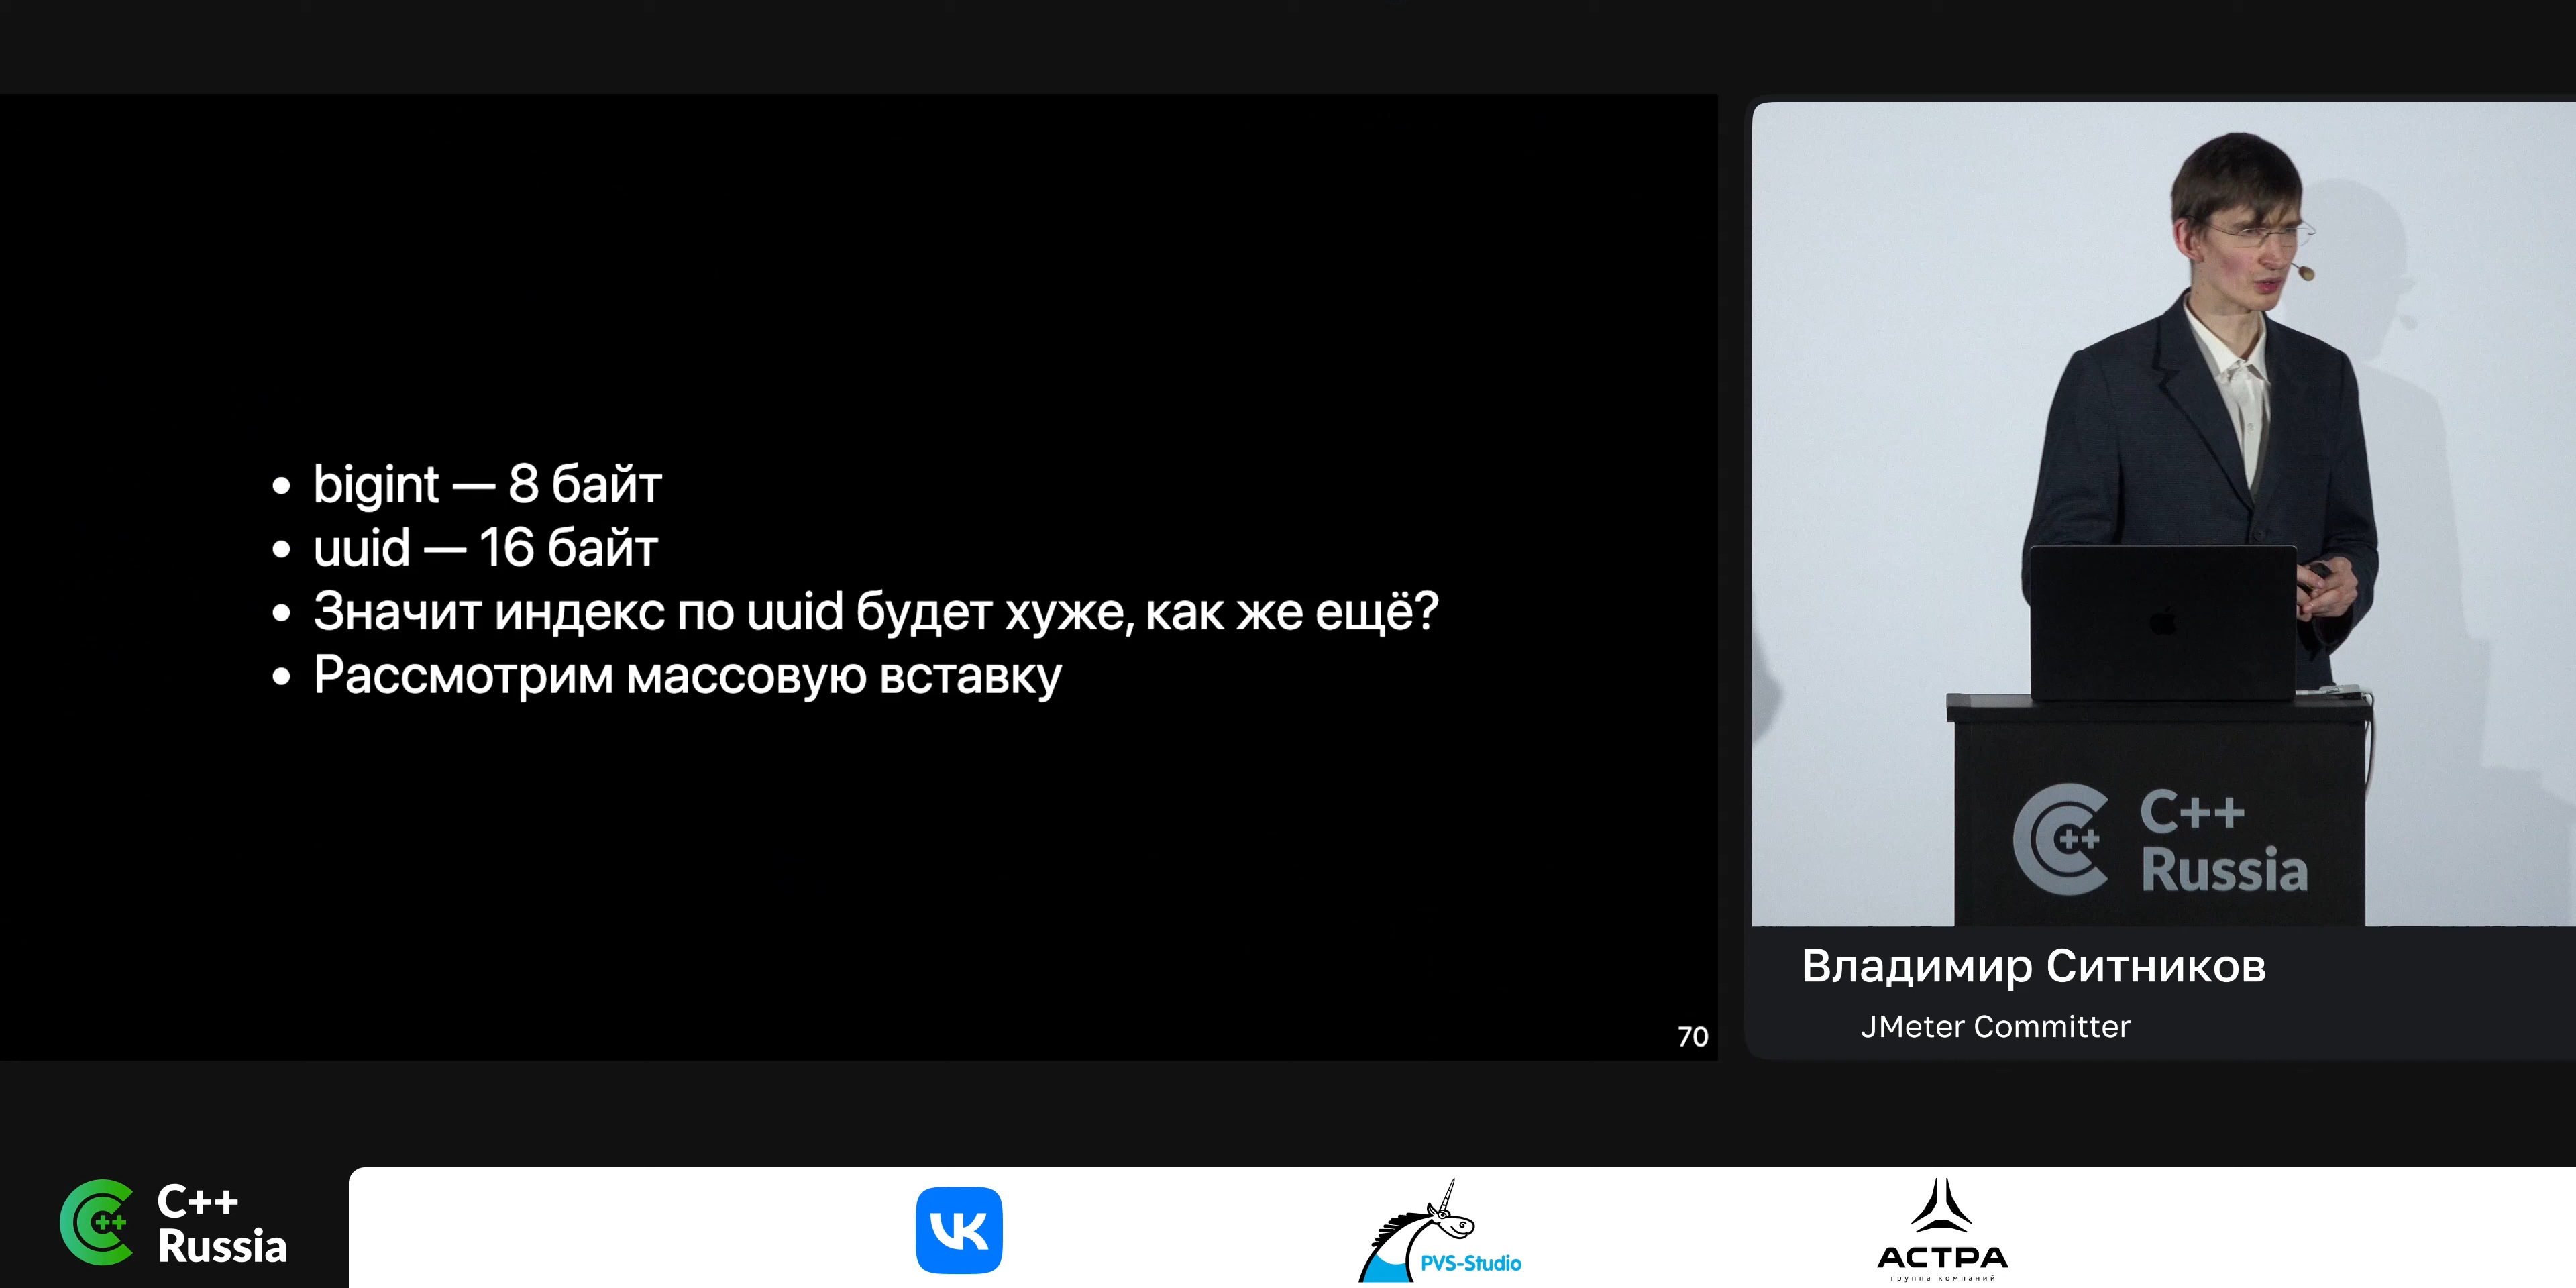 bigint — 8 байт
uuid — 16 байт
Значит индекс по uuid будет хуже, как же ещё?
Рассмотрим массовую вставку
70
C++
Russia
Владимир Ситников
JMeter Committer
C++
Russia
VK
PVS-Studio
АСТРА
группа компаний